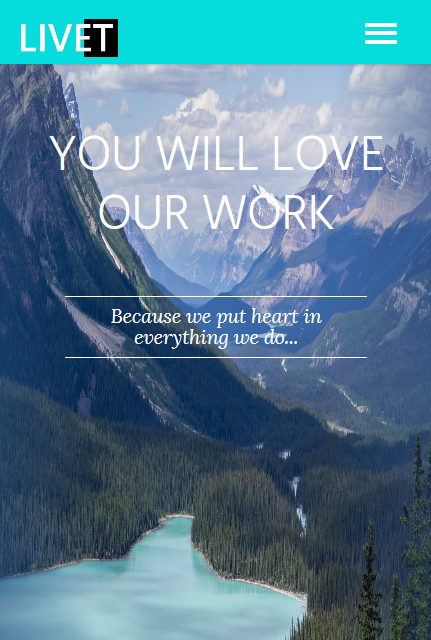 LIVET
YOU WILL LOVE
OUR WORK
Because we put heart in
everything we do...